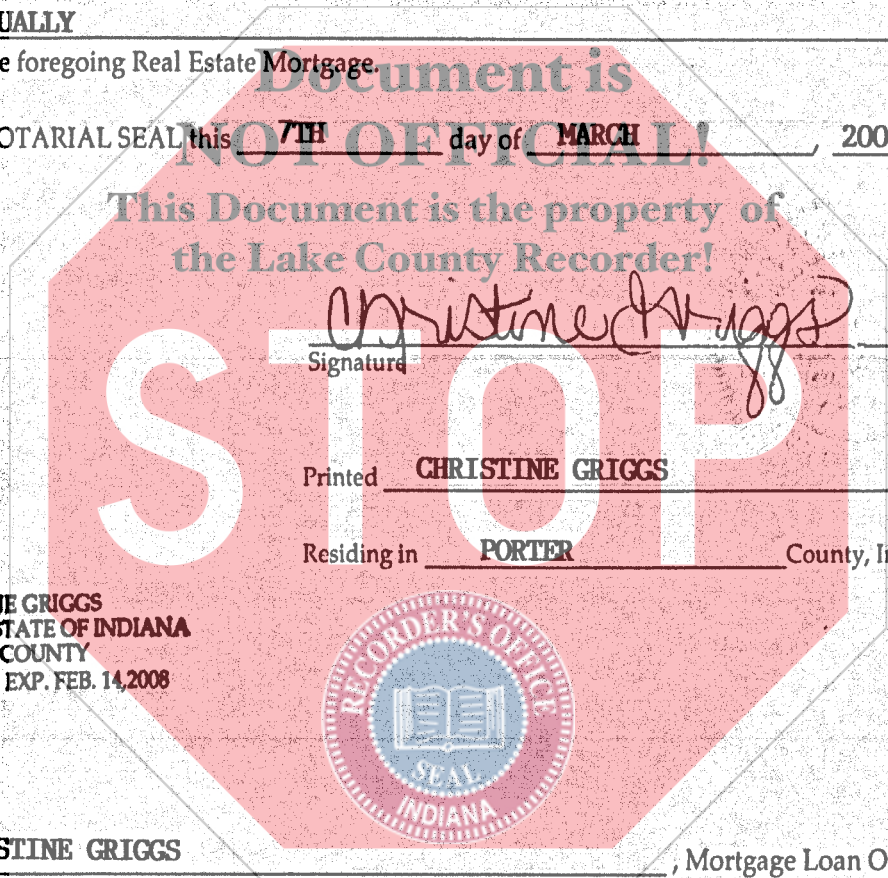 UALLY
e foregoing Real Estate Mortgage.
Document is
OTARIAL SEAL this 7TH day of MARCH , 200
NOT OFFICIAL!
This Document is the property of
the Lake County Recorder!
Christine Griggs
Signature
STOP
Printed CHRISTINE GRIGGS
Residing in PORTER County, I
E GRIGGS
STATE OF INDIANA
COUNTY
EXP. FEB. 14,2008
RECORDER'S OFFICE
SEAL
INDIANA
STINE GRIGGS , Mortgage Loan O